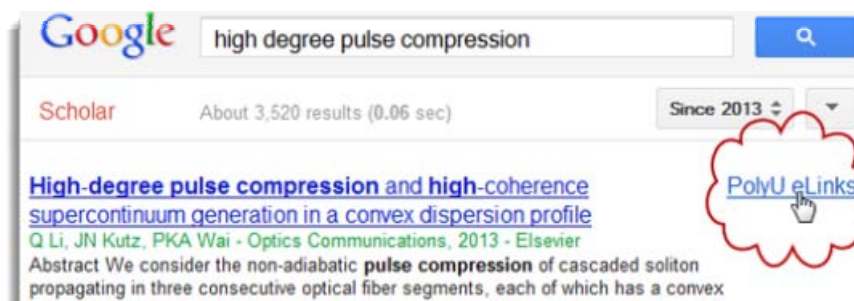 Google high degree pulse compression
Scholar About 3,520 results (0.06 sec) Since 2013
High-degree pulse compression and high-coherence PolyU eLinks
supercontinuum generation in a convex dispersion profile
Q Li, JN Kutz, PKA Wai - Optics Communications, 2013 - Elsevier
Abstract We consider the non-adiabatic pulse compression of cascaded soliton
propagating in three consecutive optical fiber segments, each of which has a convex